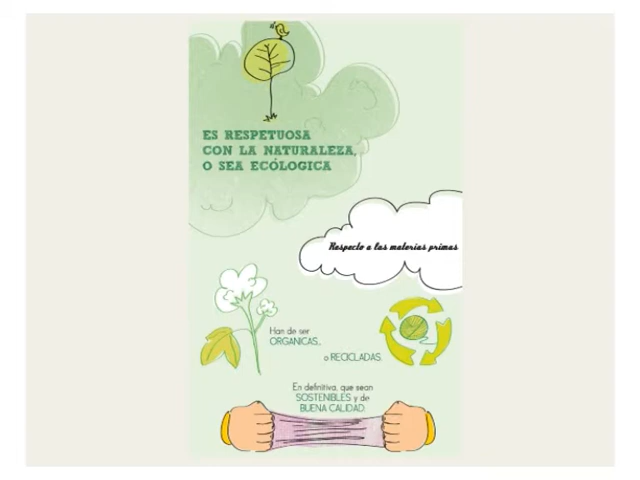 ES RESPETUOSA
CON LA NATURALEZA,
O SEA ECÓLOGICA
Respecto a las materias primas
Han de ser
ORGANICAS...
o RECICLADAS.
En definitiva, que sean
SOSTENIBLES y de
BUENA CALIDAD.